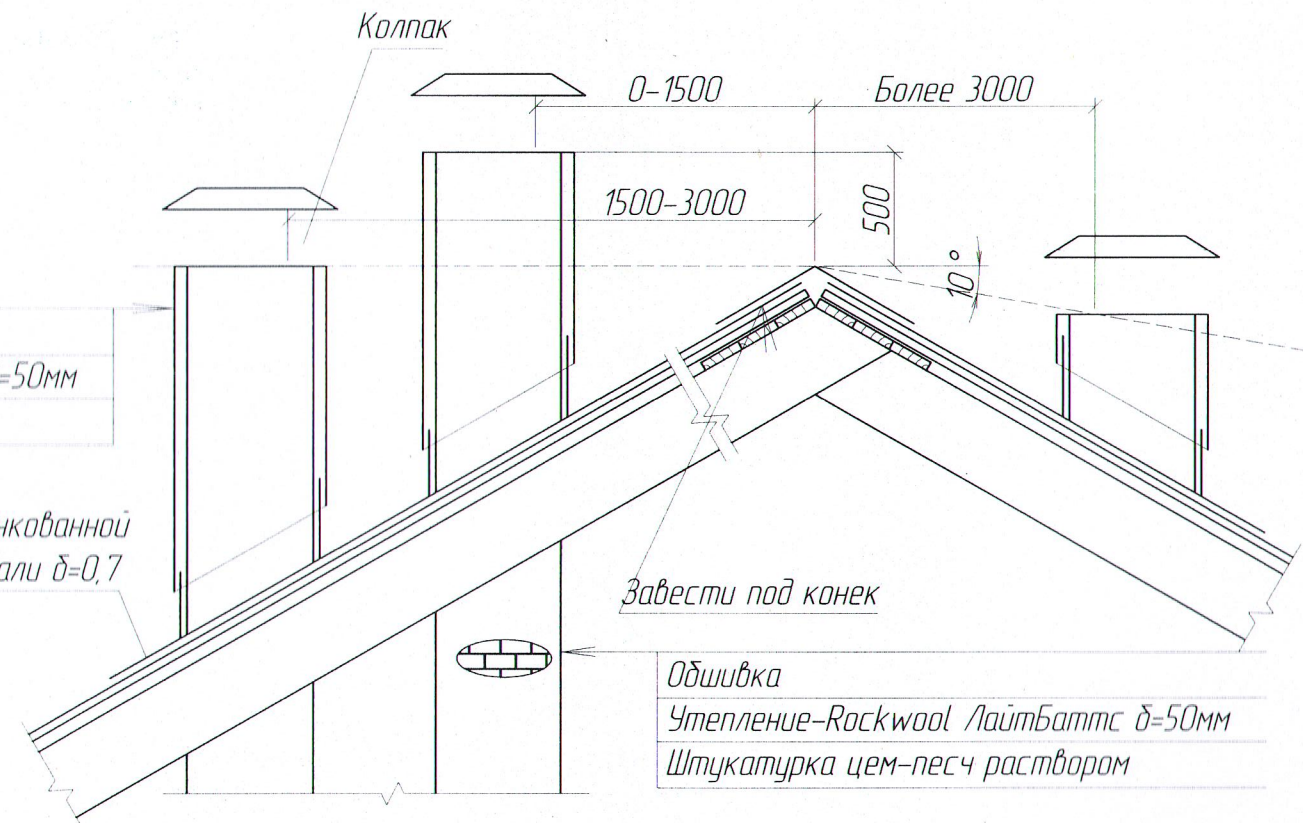 Колпак
0-1500
Более 3000
1500-3000
500
10°
=50мм
нкованной
али δ=0,7
Завести под конек
Обшивка
Утепление-Rockwool ЛайтБаттс δ=50мм
Штукатурка цем-песч раствором